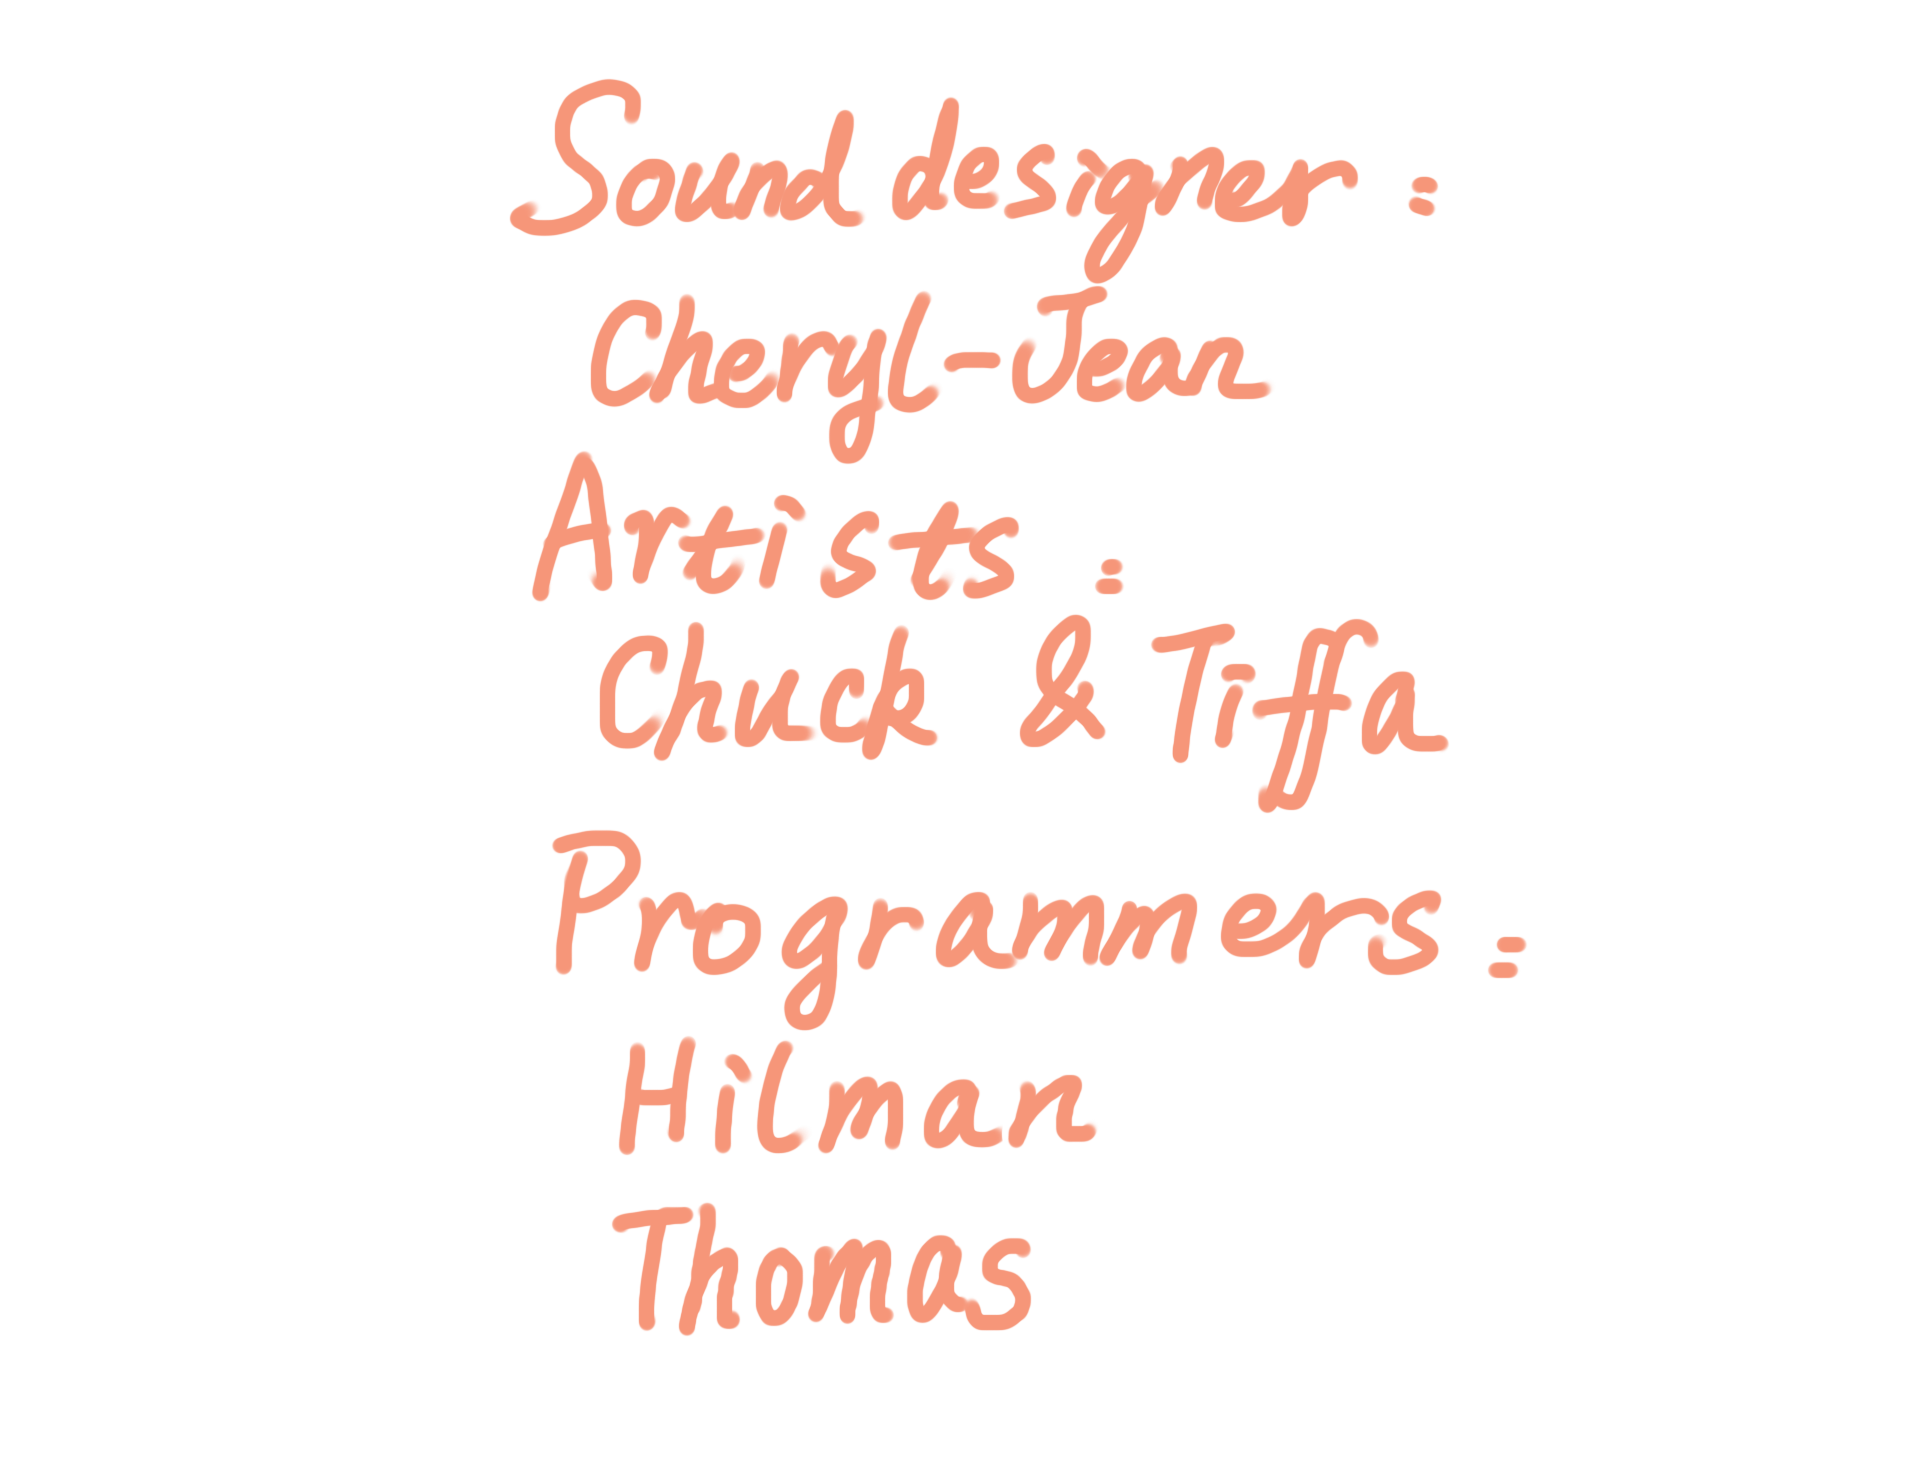 Sound designer :
Cheryl-Jean
Artists :
Chuck & Tiffa
Programmers :
Hilman
Thomas